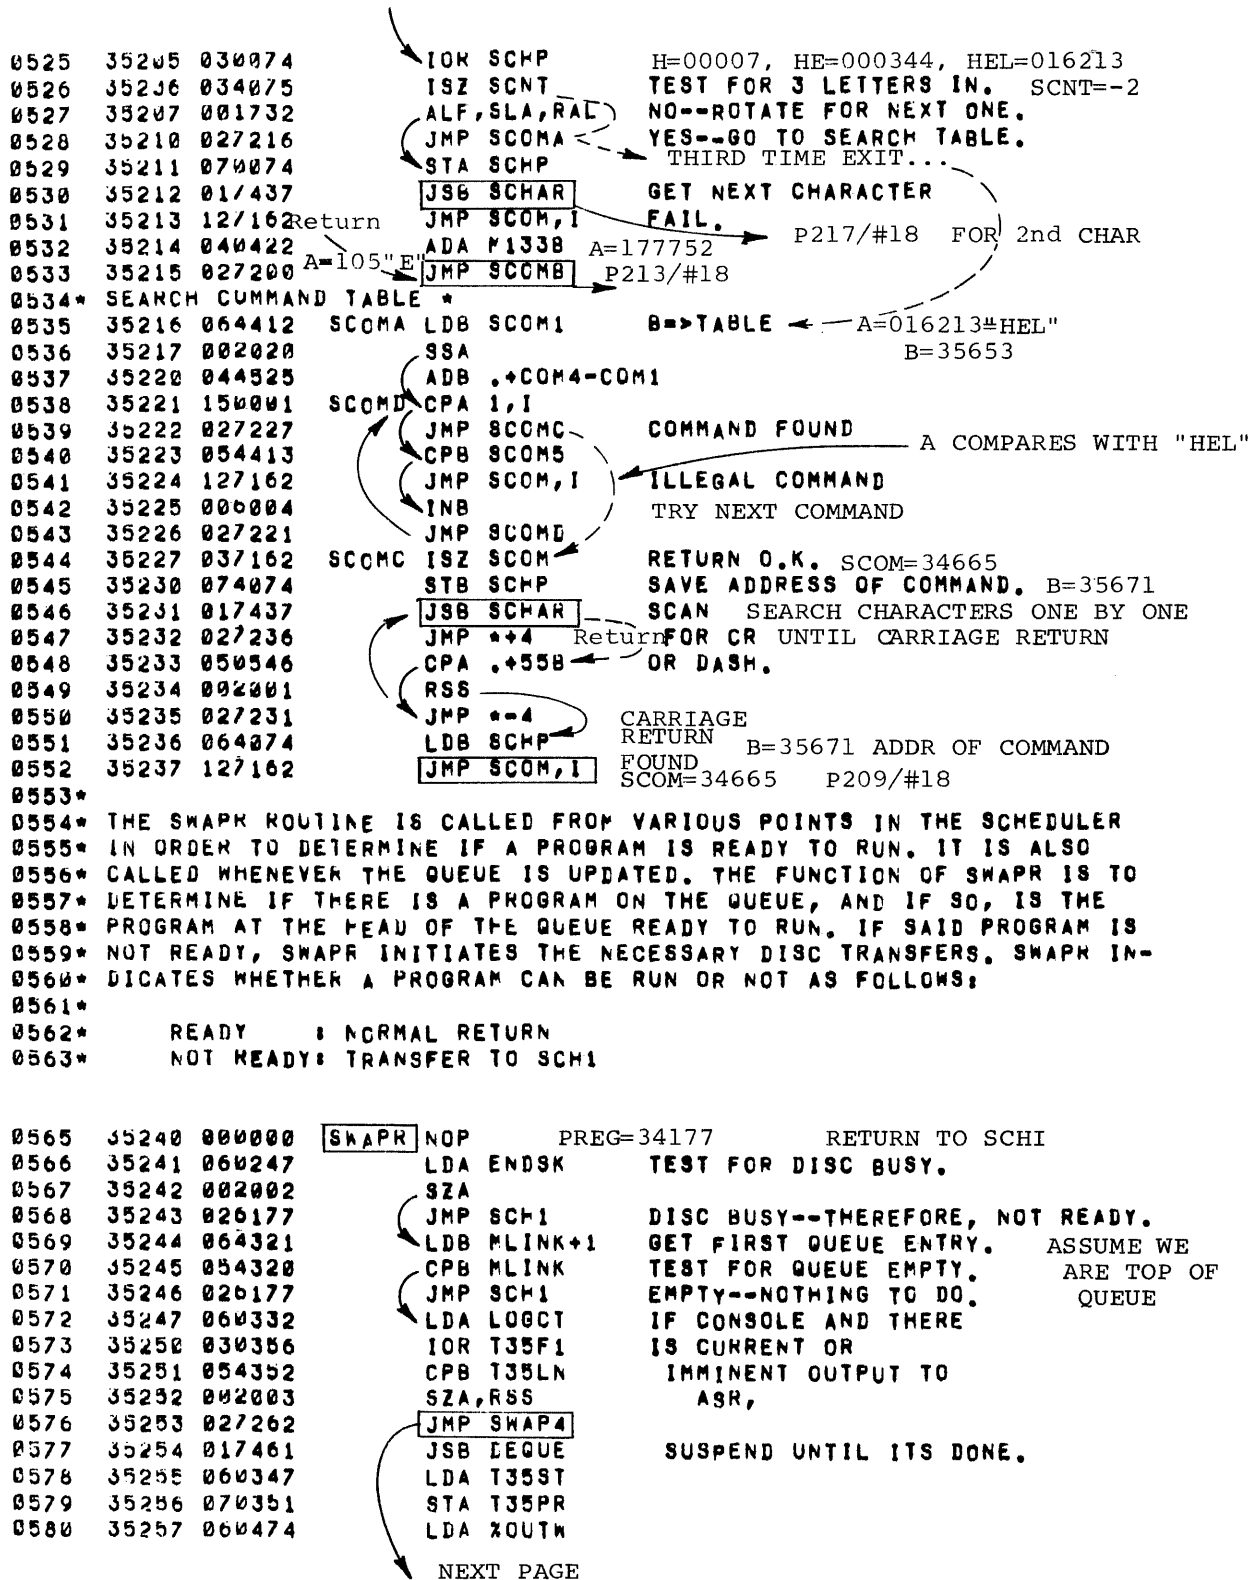 0525 35205 030074 IOR SCHP H=00007, HE=000344, HEL=016213
0526 35206 034075 ISZ SCNT TEST FOR 3 LETTERS IN. SCNT=-2
0527 35207 001732 ALF,SLA,RAL NO--ROTATE FOR NEXT ONE.
0528 35210 027216 JMP SCOMA YES--GO TO SEARCH TABLE.
THIRD TIME EXIT...
0529 35211 070074 STA SCHP
0530 35212 017437 JSB SCHAR GET NEXT CHARACTER
0531 35213 127162 Return JMP SCOM,I FAIL. P217/#18 FOR 2nd CHAR
0532 35214 040422 ADA M133B A=177752
0533 35215 027200 A=105"E" JMP SCOMB P213/#18
0534* SEARCH COMMAND TABLE *
0535 35216 064412 SCOMA LDB SCOM1 B=>TABLE A=016213="HEL"
0536 35217 002020 SSA B=35653
0537 35220 044525 ADB .+COM4-COM1
0538 35221 150001 SCOMD CPA 1,I
0539 35222 027227 JMP SCOMC COMMAND FOUND A COMPARES WITH "HEL"
0540 35223 054413 CPB SCOM5
0541 35224 127162 JMP SCOM,I ILLEGAL COMMAND
0542 35225 006004 INB TRY NEXT COMMAND
0543 35226 027221 JMP SCOMD
0544 35227 037162 SCOMC ISZ SCOM RETURN O.K. SCOM=34665
0545 35230 074074 STB SCHP SAVE ADDRESS OF COMMAND. B=35671
0546 35231 017437 JSB SCHAR SCAN SEARCH CHARACTERS ONE BY ONE
0547 35232 027236 JMP *+4 Return FOR CR UNTIL CARRIAGE RETURN
0548 35233 050546 CPA .+55B OR DASH.
0549 35234 002001 RSS
0550 35235 027231 JMP *-4 CARRIAGE
0551 35236 064074 LDB SCHP RETURN B=35671 ADDR OF COMMAND
FOUND
0552 35237 127162 JMP SCOM,I SCOM=34665 P209/#18
0553*
0554* THE SWAPR ROUTINE IS CALLED FROM VARIOUS POINTS IN THE SCHEDULER
0555* IN ORDER TO DETERMINE IF A PROGRAM IS READY TO RUN. IT IS ALSO
0556* CALLED WHENEVER THE QUEUE IS UPDATED. THE FUNCTION OF SWAPR IS TO
0557* DETERMINE IF THERE IS A PROGRAM ON THE QUEUE, AND IF SO, IS THE
0558* PROGRAM AT THE HEAD OF THE QUEUE READY TO RUN. IF SAID PROGRAM IS
0559* NOT READY, SWAPR INITIATES THE NECESSARY DISC TRANSFERS. SWAPR IN-
0560* DICATES WHETHER A PROGRAM CAN BE RUN OR NOT AS FOLLOWS:
0561*
0562* READY : NORMAL RETURN
0563* NOT READY: TRANSFER TO SCH1
0565 35240 000000 SWAPR NOP PREG=34177 RETURN TO SCHI
0566 35241 060247 LDA ENDSK TEST FOR DISC BUSY.
0567 35242 002002 SZA
0568 35243 026177 JMP SCH1 DISC BUSY--THEREFORE, NOT READY.
0569 35244 064321 LDB MLINK+1 GET FIRST QUEUE ENTRY. ASSUME WE
0570 35245 054320 CPB MLINK TEST FOR QUEUE EMPTY. ARE TOP OF
0571 35246 026177 JMP SCH1 EMPTY--NOTHING TO DO. QUEUE
0572 35247 060332 LDA LOGCT IF CONSOLE AND THERE
0573 35250 030356 IOR T35F1 IS CURRENT OR
0574 35251 054352 CPB T35LN IMMINENT OUTPUT TO
0575 35252 002003 SZA,RSS ASR,
0576 35253 027262 JMP SWAP4
0577 35254 017461 JSB DEQUE SUSPEND UNTIL ITS DONE.
0578 35255 060347 LDA T35ST
0579 35256 070351 STA T35PR
0580 35257 060474 LDA %OUTW
NEXT PAGE